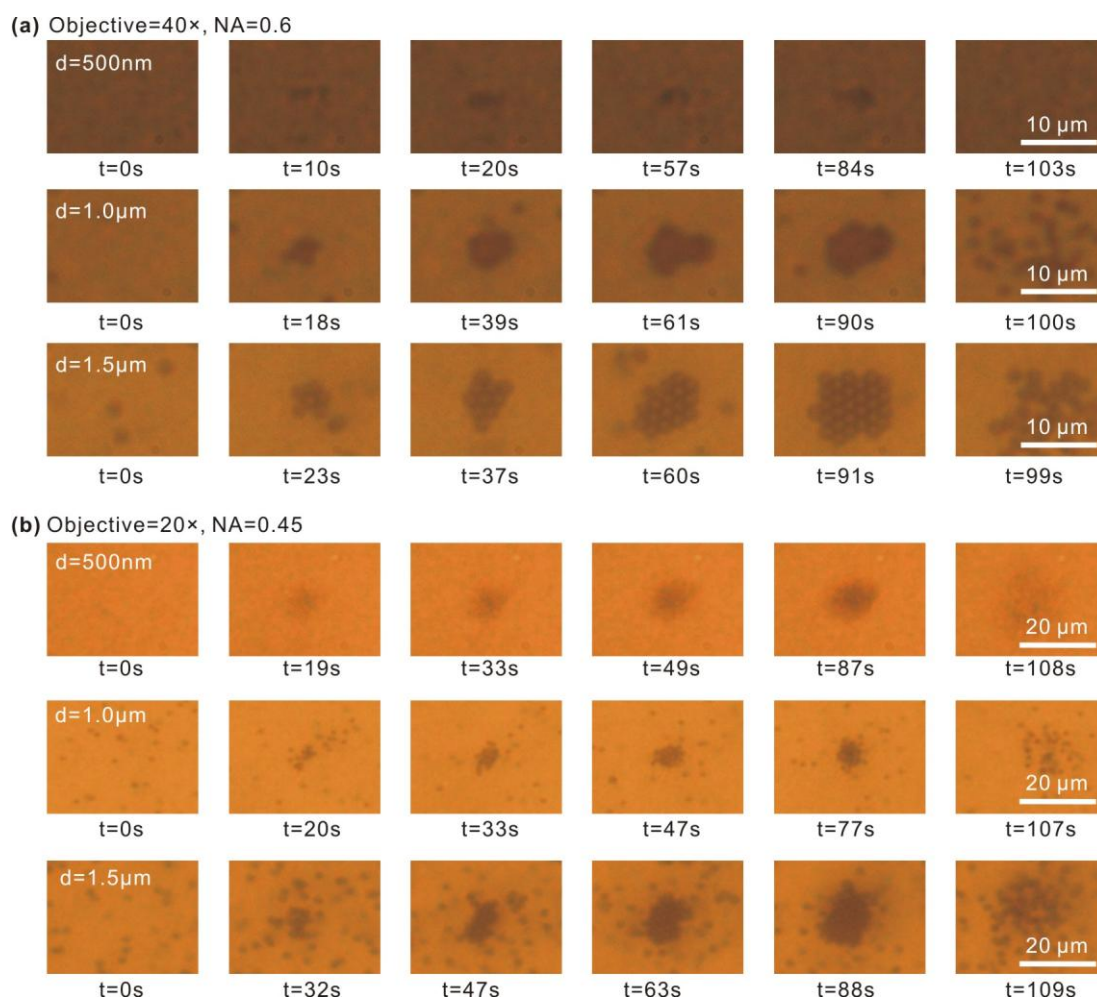 (a) Objective=40×, NA=0.6
d=500nm
10 μm
t=0s t=10s t=20s t=57s t=84s t=103s
d=1.0μm
10 μm
t=0s t=18s t=39s t=61s t=90s t=100s
d=1.5μm
10 μm
t=0s t=23s t=37s t=60s t=91s t=99s
(b) Objective=20×, NA=0.45
d=500nm
20 μm
t=0s t=19s t=33s t=49s t=87s t=108s
d=1.0μm
20 μm
t=0s t=20s t=33s t=47s t=77s t=107s
d=1.5μm
20 μm
t=0s t=32s t=47s t=63s t=88s t=109s